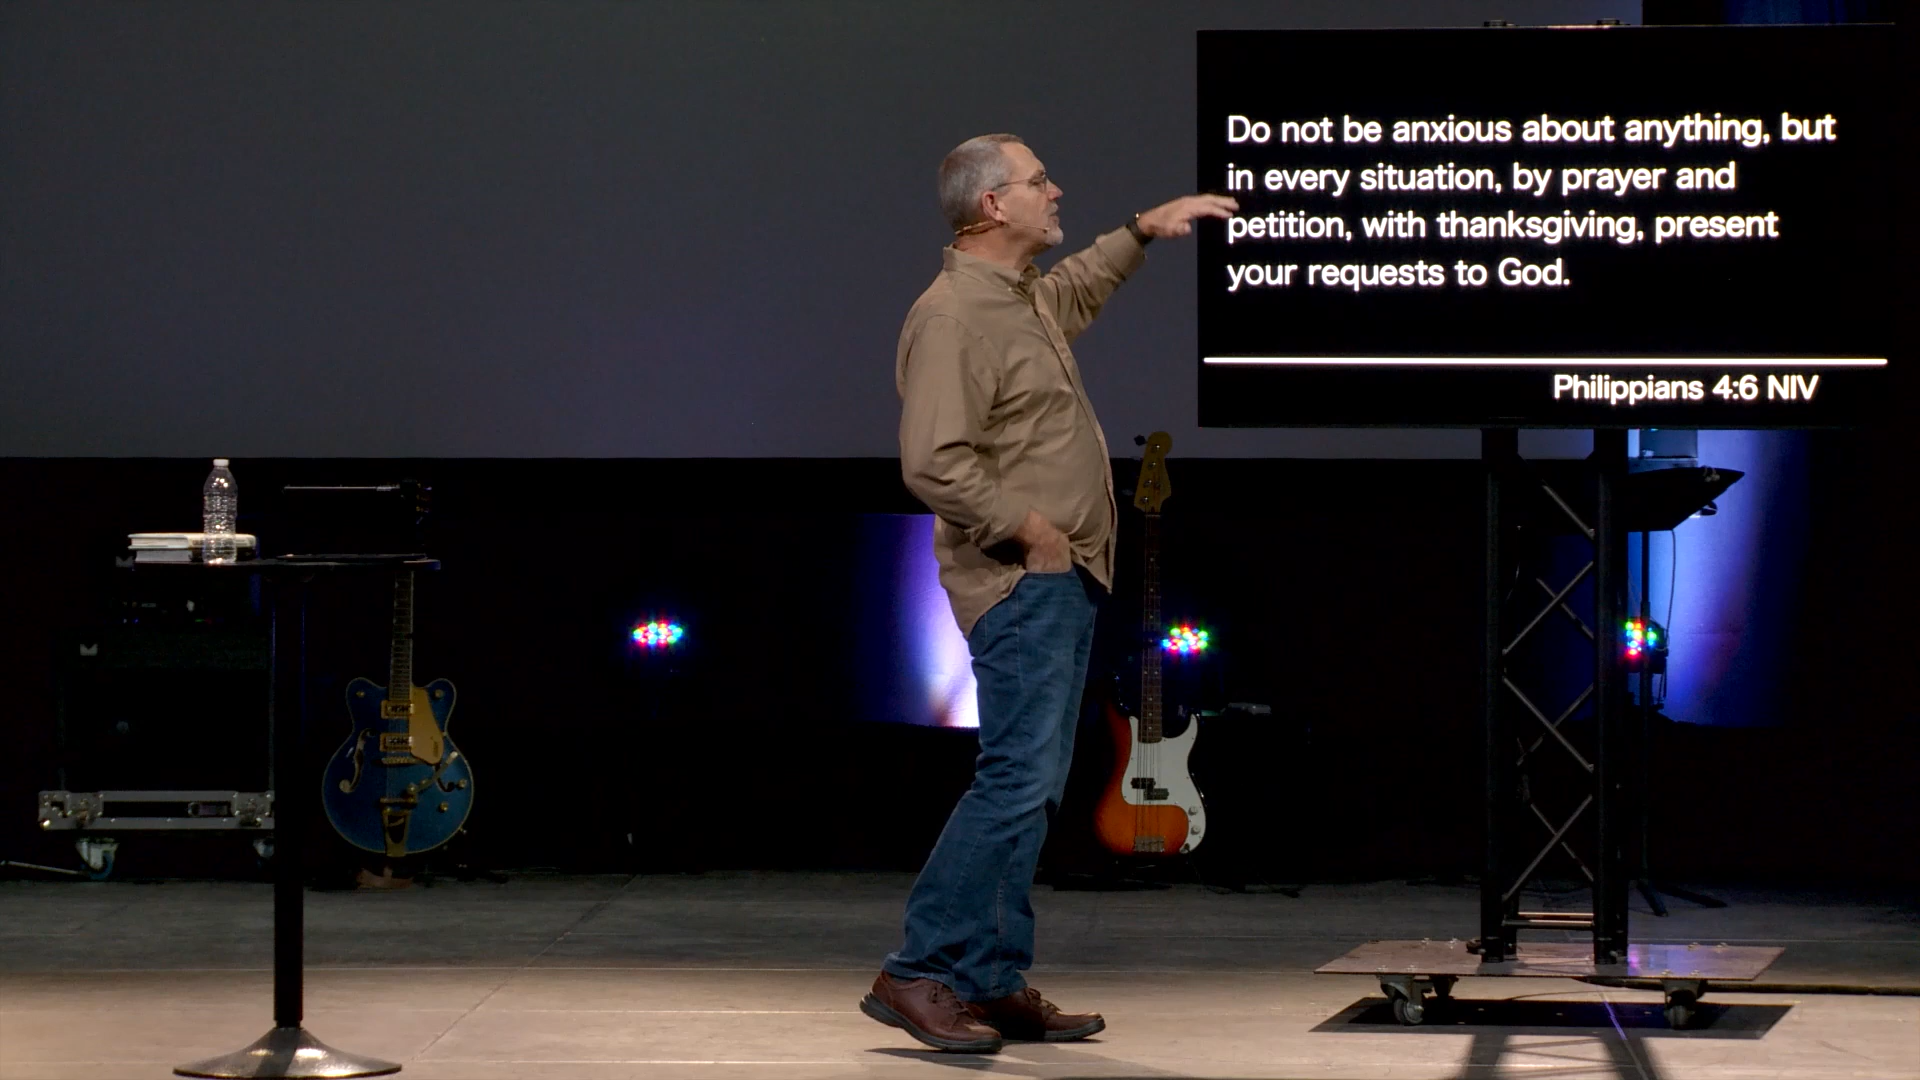 Do not be anxious about anything, but
in every situation, by prayer and
petition, with thanksgiving, present
your requests to God.
Philippians 4:6 NIV